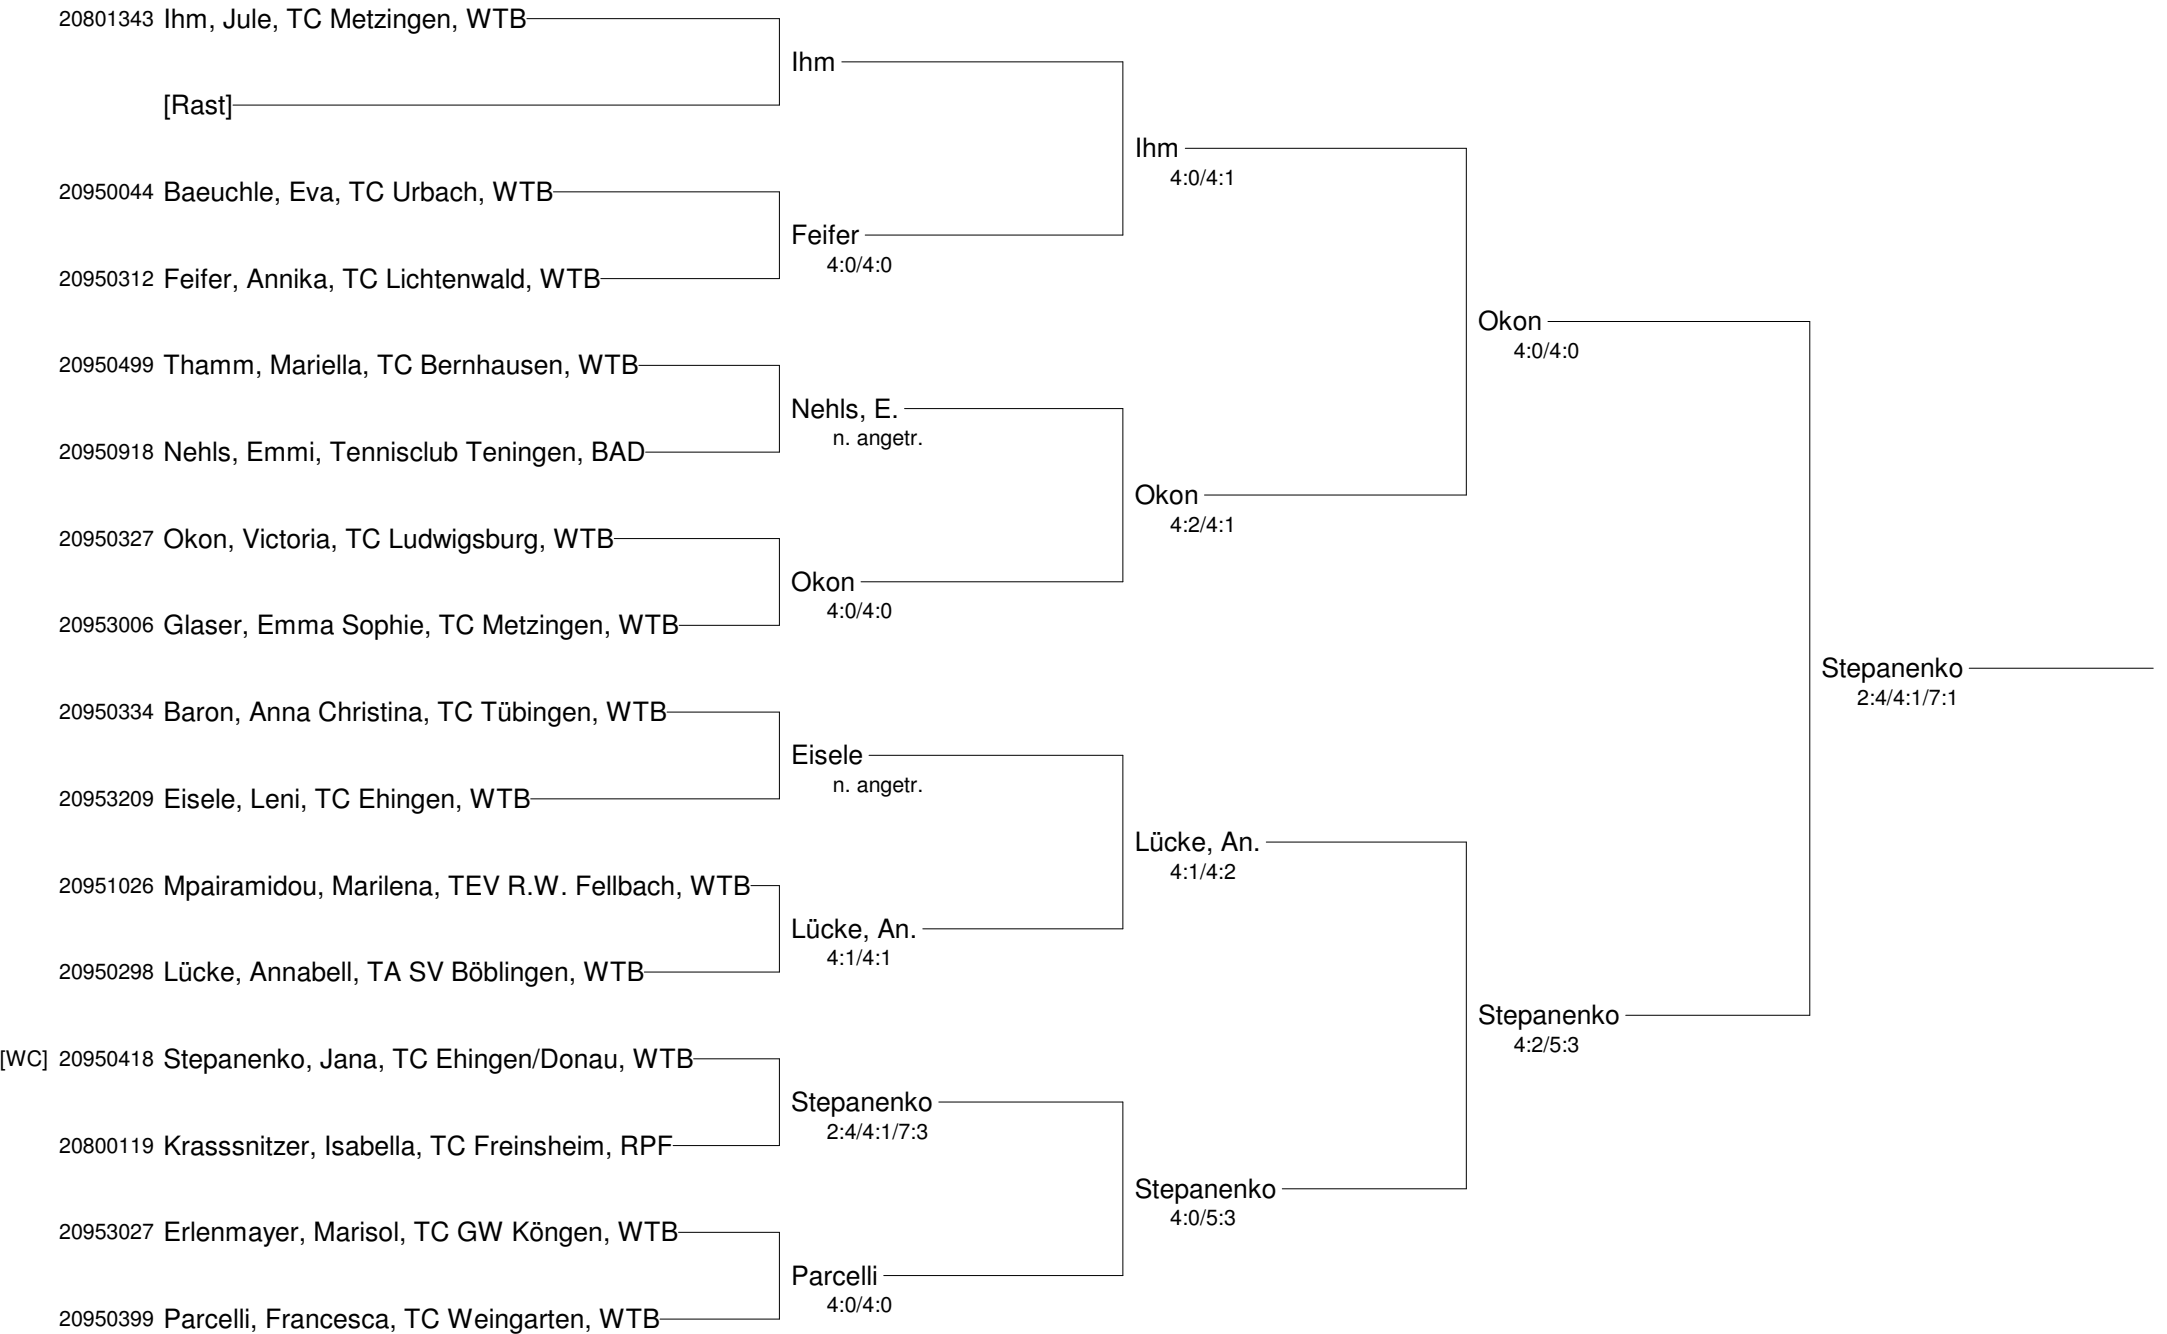 20801343 Ihm, Jule, TC Metzingen, WTB
Ihm
[Rast]
Ihm
4:0/4:1
20950044 Baeuchle, Eva, TC Urbach, WTB
Feifer
4:0/4:0
20950312 Feifer, Annika, TC Lichtenwald, WTB
Okon
4:0/4:0
20950499 Thamm, Mariella, TC Bernhausen, WTB
Nehls, E.
n. angetr.
20950918 Nehls, Emmi, Tennisclub Teningen, BAD
Okon
4:2/4:1
20950327 Okon, Victoria, TC Ludwigsburg, WTB
Okon
4:0/4:0
20953006 Glaser, Emma Sophie, TC Metzingen, WTB
Stepanenko
2:4/4:1/7:1
20950334 Baron, Anna Christina, TC Tübingen, WTB
Eisele
n. angetr.
20953209 Eisele, Leni, TC Ehingen, WTB
Lücke, An.
4:1/4:2
20951026 Mpairamidou, Marilena, TEV R.W. Fellbach, WTB
Lücke, An.
4:1/4:1
20950298 Lücke, Annabell, TA SV Böblingen, WTB
Stepanenko
4:2/5:3
[WC] 20950418 Stepanenko, Jana, TC Ehingen/Donau, WTB
Stepanenko
2:4/4:1/7:3
20800119 Krasssnitzer, Isabella, TC Freinsheim, RPF
Stepanenko
4:0/5:3
20953027 Erlenmayer, Marisol, TC GW Köngen, WTB
Parcelli
4:0/4:0
20950399 Parcelli, Francesca, TC Weingarten, WTB